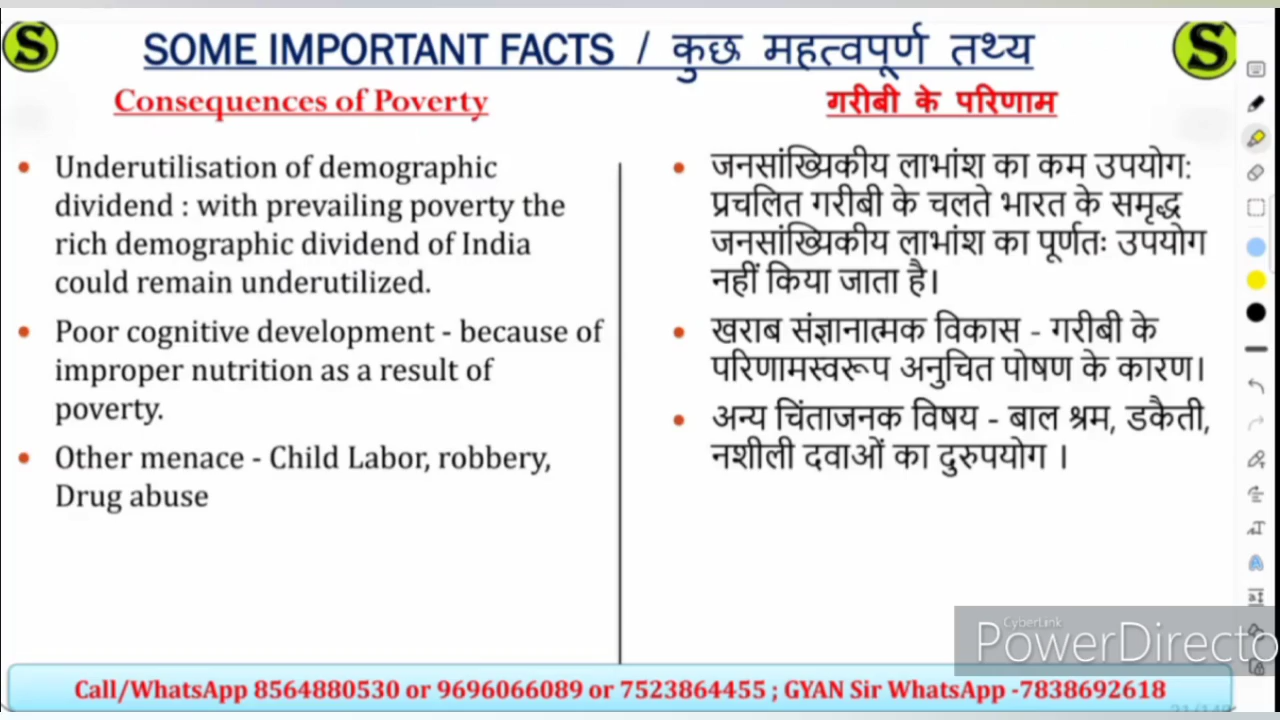 S
SOME IMPORTANT FACTS / कुछ महत्वपूर्ण तथ्य
S
Consequences of Poverty
• Underutilisation of demographic
dividend : with prevailing poverty the
rich demographic dividend of India
could remain underutilized.
• Poor cognitive development - because of
improper nutrition as a result of
poverty.
• Other menace - Child Labor, robbery,
Drug abuse
गरीबी के परिणाम
• जनसांख्यिकीय लाभांश का कम उपयोग:
प्रचलित गरीबी के चलते भारत के समृद्ध
जनसांख्यिकीय लाभांश का पूर्णतः उपयोग
नहीं किया जाता है।
• खराब संज्ञानात्मक विकास - गरीबी के
परिणामस्वरूप अनुचित पोषण के कारण।
• अन्य चिंताजनक विषय - बाल श्रम, डकैती,
नशीली दवाओं का दुरुपयोग ।
CyberLink
PowerDirecto
Call/WhatsApp 8564880530 or 9696066089 or 7523864455 ; GYAN Sir WhatsApp -7838692618